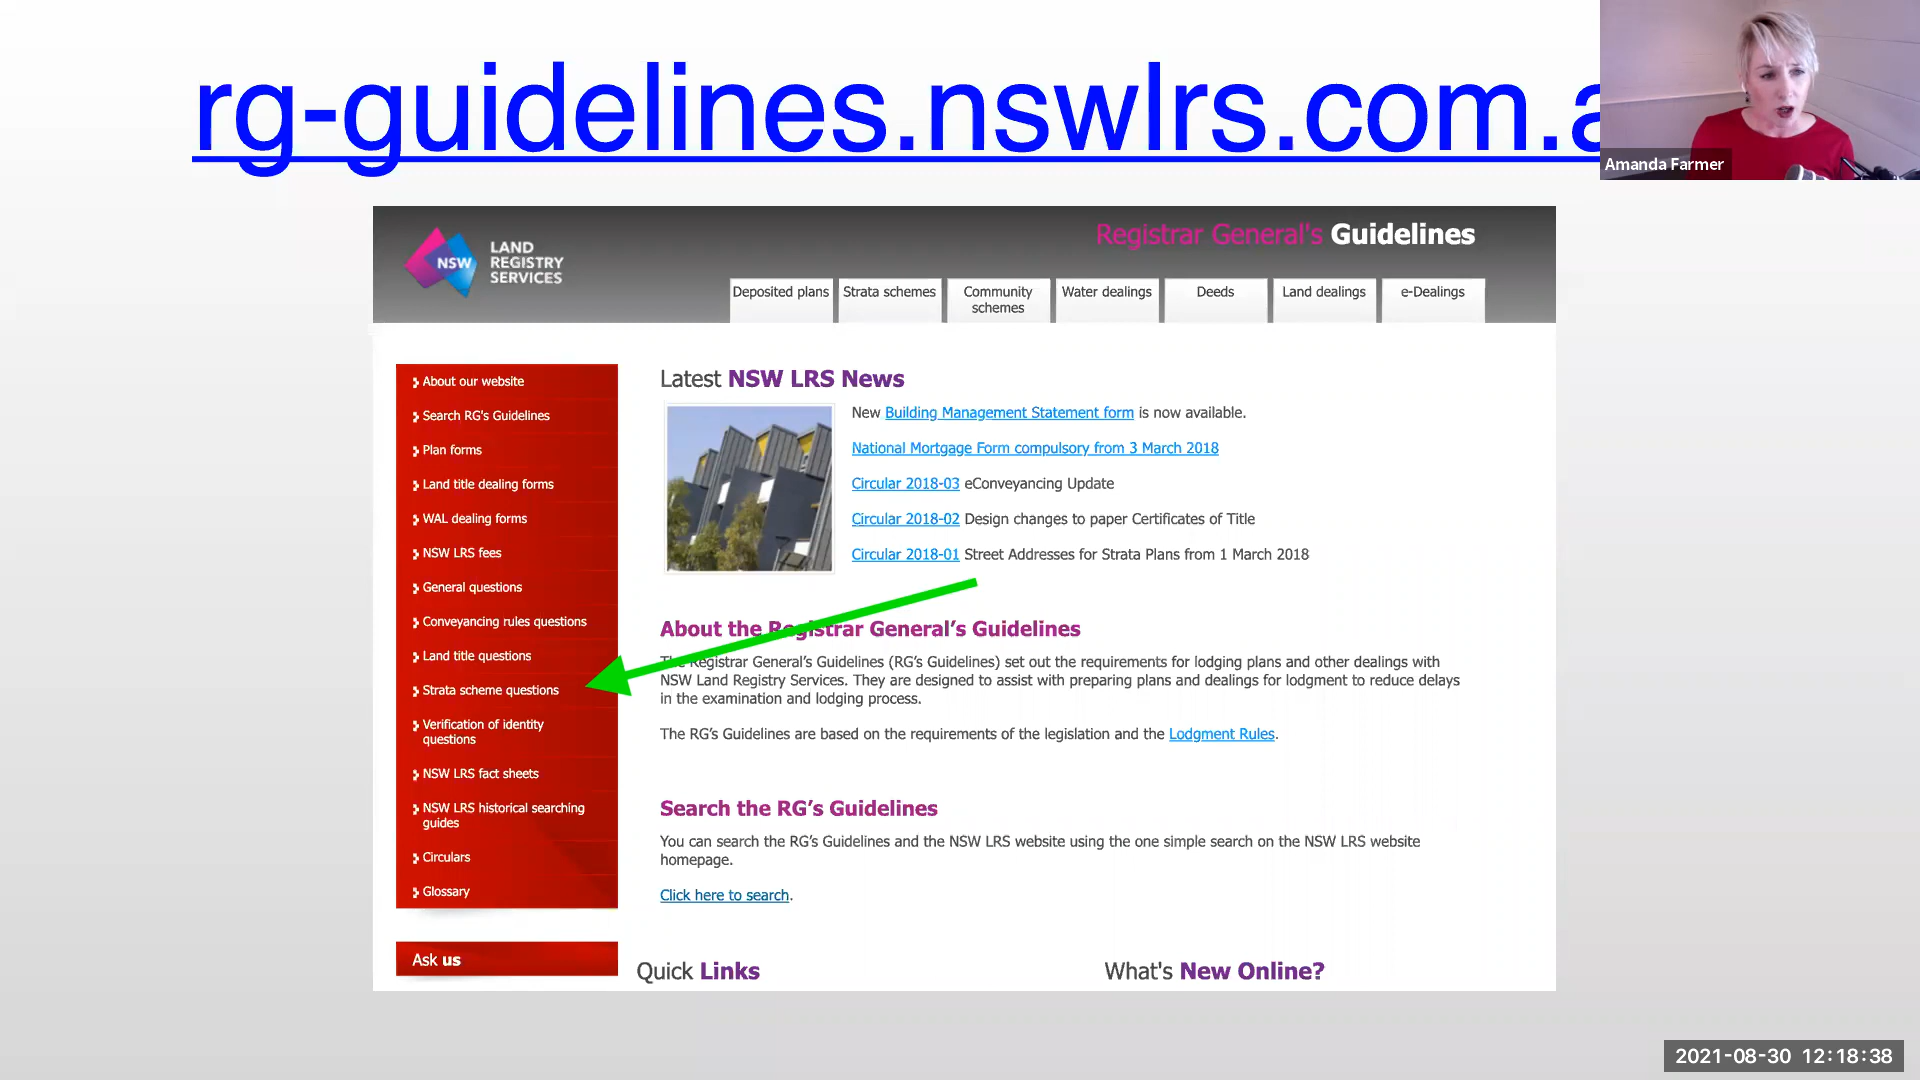 rg-guidelines.nswlrs.com.a
Amanda Farmer
NSW
LAND
REGISTRY
SERVICES
Registrar General's Guidelines
Deposited plans
Strata schemes
Community
schemes
Water dealings
Deeds
Land dealings
e-Dealings
About our website
Search RG's Guidelines
Plan forms
Land title dealing forms
WAL dealing forms
NSW LRS fees
General questions
Conveyancing rules questions
Land title questions
Strata scheme questions
Verification of identity
questions
NSW LRS fact sheets
NSW LRS historical searching
guides
Circulars
Glossary
Ask us
Latest NSW LRS News
New Building Management Statement form is now available.
National Mortgage Form compulsory from 3 March 2018
Circular 2018-03 eConveyancing Update
Circular 2018-02 Design changes to paper Certificates of Title
Circular 2018-01 Street Addresses for Strata Plans from 1 March 2018
About the Registrar General’s Guidelines
The Registrar General’s Guidelines (RG’s Guidelines) set out the requirements for lodging plans and other dealings with
NSW Land Registry Services. They are designed to assist with preparing plans and dealings for lodgment to reduce delays
in the examination and lodging process.
The RG’s Guidelines are based on the requirements of the legislation and the Lodgment Rules.
Search the RG’s Guidelines
You can search the RG’s Guidelines and the NSW LRS website using the one simple search on the NSW LRS website
homepage.
Click here to search.
Quick Links
What's New Online?
2021-08-30 12:18:38